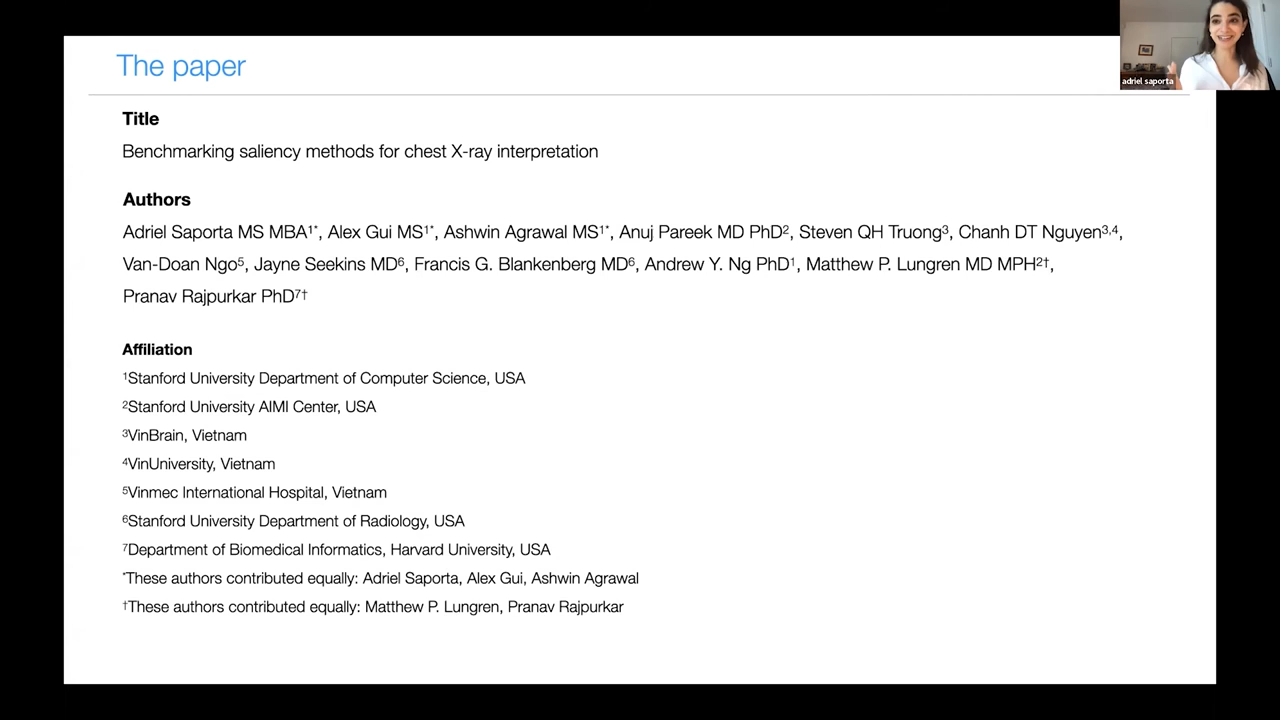 The paper
adriel saporta
Title
Benchmarking saliency methods for chest X-ray interpretation
Authors
Adriel Saporta MS MBA¹*, Alex Gui MS¹*, Ashwin Agrawal MS¹*, Anuj Pareek MD PhD², Steven QH Truong³, Chanh DT Nguyen³,⁴,
Van-Doan Ngo⁵, Jayne Seekins MD⁶, Francis G. Blankenberg MD⁶, Andrew Y. Ng PhD¹, Matthew P. Lungren MD MPH²†,
Pranav Rajpurkar PhD⁷†
Affiliation
¹Stanford University Department of Computer Science, USA
²Stanford University AIMI Center, USA
³VinBrain, Vietnam
⁴VinUniversity, Vietnam
⁵Vinmec International Hospital, Vietnam
⁶Stanford University Department of Radiology, USA
⁷Department of Biomedical Informatics, Harvard University, USA
*These authors contributed equally: Adriel Saporta, Alex Gui, Ashwin Agrawal
†These authors contributed equally: Matthew P. Lungren, Pranav Rajpurkar